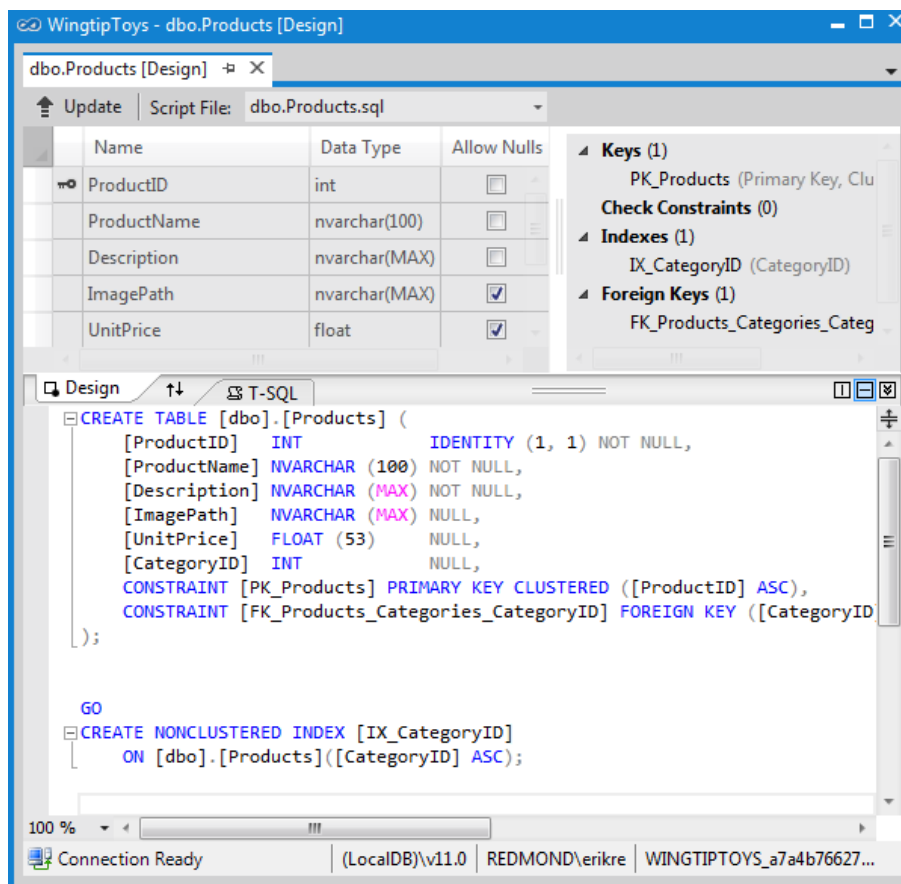 WingtipToys - dbo.Products [Design]
dbo.Products [Design]
Update Script File: dbo.Products.sql
Name Data Type Allow Nulls
ProductID int
ProductName nvarchar(100)
Description nvarchar(MAX)
ImagePath nvarchar(MAX)
UnitPrice float
Keys (1)
PK_Products (Primary Key, Clu
Check Constraints (0)
Indexes (1)
IX_CategoryID (CategoryID)
Foreign Keys (1)
FK_Products_Categories_Categ
Design T-SQL
CREATE TABLE [dbo].[Products] (
[ProductID] INT IDENTITY (1, 1) NOT NULL,
[ProductName] NVARCHAR (100) NOT NULL,
[Description] NVARCHAR (MAX) NOT NULL,
[ImagePath] NVARCHAR (MAX) NULL,
[UnitPrice] FLOAT (53) NULL,
[CategoryID] INT NULL,
CONSTRAINT [PK_Products] PRIMARY KEY CLUSTERED ([ProductID] ASC),
CONSTRAINT [FK_Products_Categories_CategoryID] FOREIGN KEY ([CategoryID]
);
GO
CREATE NONCLUSTERED INDEX [IX_CategoryID]
ON [dbo].[Products]([CategoryID] ASC);
100 %
Connection Ready (LocalDB)\v11.0 REDMOND\erikre WINGTIPTOYS_a7a4b76627...